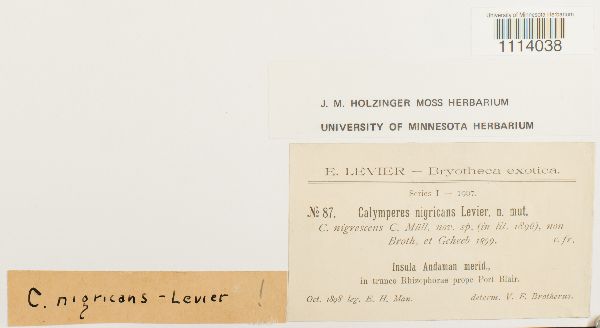 University of Minnesota Herbarium
1114038
J. M. HOLZINGER MOSS HERBARIUM
UNIVERSITY OF MINNESOTA HERBARIUM
E. LEVIER — Bryotheca exotica.
Series I — 1907.
№ 87. Calymperes nigricans Levier, n. mut.
C. nigrescens C. Müll. nov. sp. (in lit. 1896), non
Broth. et Geheeb 1899. c. fr.
Insula Andaman merid.,
in trunco Rhizophorae prope Port Blair.
Oct. 1898 leg. E. H. Man. determ. V. F. Brotherus.
C. nigricans - Levier !